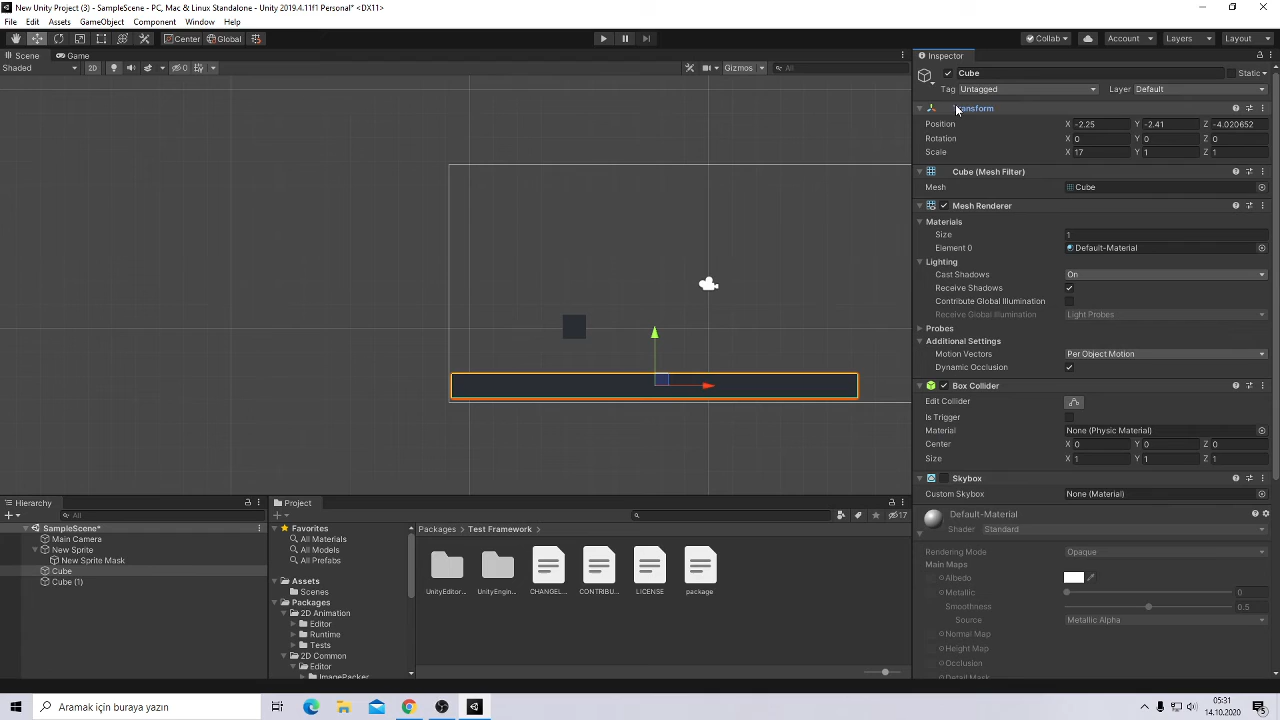 New Unity Project (3) - SampleScene - PC, Mac & Linux Standalone - Unity 2019.4.11f1 Personal* <DX11>
File Edit Assets GameObject Component Window Help
Center Global Collab Account Layers Layout
Scene Game Inspector
Shaded 2D 0 Gizmos All
Cube Static
Tag Untagged Layer Default
Transform
Position X -2.25 Y -2.41 Z -4.020652
Rotation X 0 Y 0 Z 0
Scale X 17 Y 1 Z 1
Cube (Mesh Filter)
Mesh Cube
Mesh Renderer
Materials
Size 1
Element 0 Default-Material
Lighting
Cast Shadows On
Receive Shadows
Contribute Global Illumination
Receive Global Illumination Light Probes
Probes
Additional Settings
Motion Vectors Per Object Motion
Dynamic Occlusion
Box Collider
Edit Collider
Is Trigger
Material None (Physic Material)
Center X 0 Y 0 Z 0
Size X 1 Y 1 Z 1
Skybox
Custom Skybox None (Material)
Default-Material
Shader Standard
Rendering Mode Opaque
Main Maps
Albedo
Metallic 0
Smoothness 0.5
Source Metallic Alpha
Normal Map
Height Map
Occlusion
Detail Mask
Hierarchy
All
SampleScene*
Main Camera
New Sprite
New Sprite Mask
Cube
Cube (1)
Project
17
Favorites
All Materials
All Models
All Prefabs
Assets
Scenes
Packages
2D Animation
Editor
Runtime
Tests
2D Common
Editor
ImagePacker
Packages Test Framework
UnityEditor... UnityEngin... CHANGEL... CONTRIBU... LICENSE package
Aramak için buraya yazın
05:31
14.10.2020
5